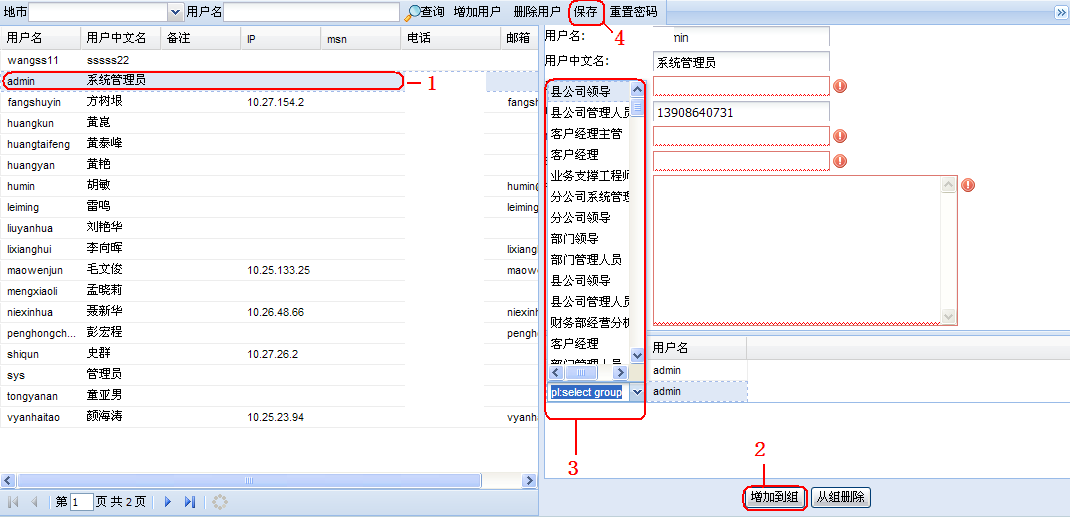 地市 用户名 查询 增加用户 删除用户 保存 重置密码
4
用户名 用户中文名 备注 IP msn 电话 邮箱
wangss11 sssss22
admin 系统管理员
1
fangshuyin 方树垠 10.27.154.2 fangsh
huangkun 黄崑
huangtaifeng 黄泰峰
huangyan 黄艳
humin 胡敏 humin@
leiming 雷鸣 leiming
liuyanhua 刘艳华
lixianghui 李向晖 lixiang
maowenjun 毛文俊 10.25.133.25 maow
mengxiaoli 孟晓莉
niexinhua 聂新华 10.26.48.66 niexinh
penghongch... 彭宏程 pengho
shiqun 史群 10.27.26.2
sys 管理员
tongyanan 童亚男
vyanhaitao 颜海涛 10.25.23.94 vyanh
第 1 页 共 2 页
用户名: min
用户中文名: 系统管理员
13908640731
县公司领导
县公司管理人员
客户经理主管
客户经理
业务支撑工程师
分公司系统管理
分公司领导
部门领导
部门管理人员
县公司领导
县公司管理人员
财务部经营分析
客户经理
部门管理人员
pl:select group
3
用户名
admin
admin
2
增加到组 从组删除